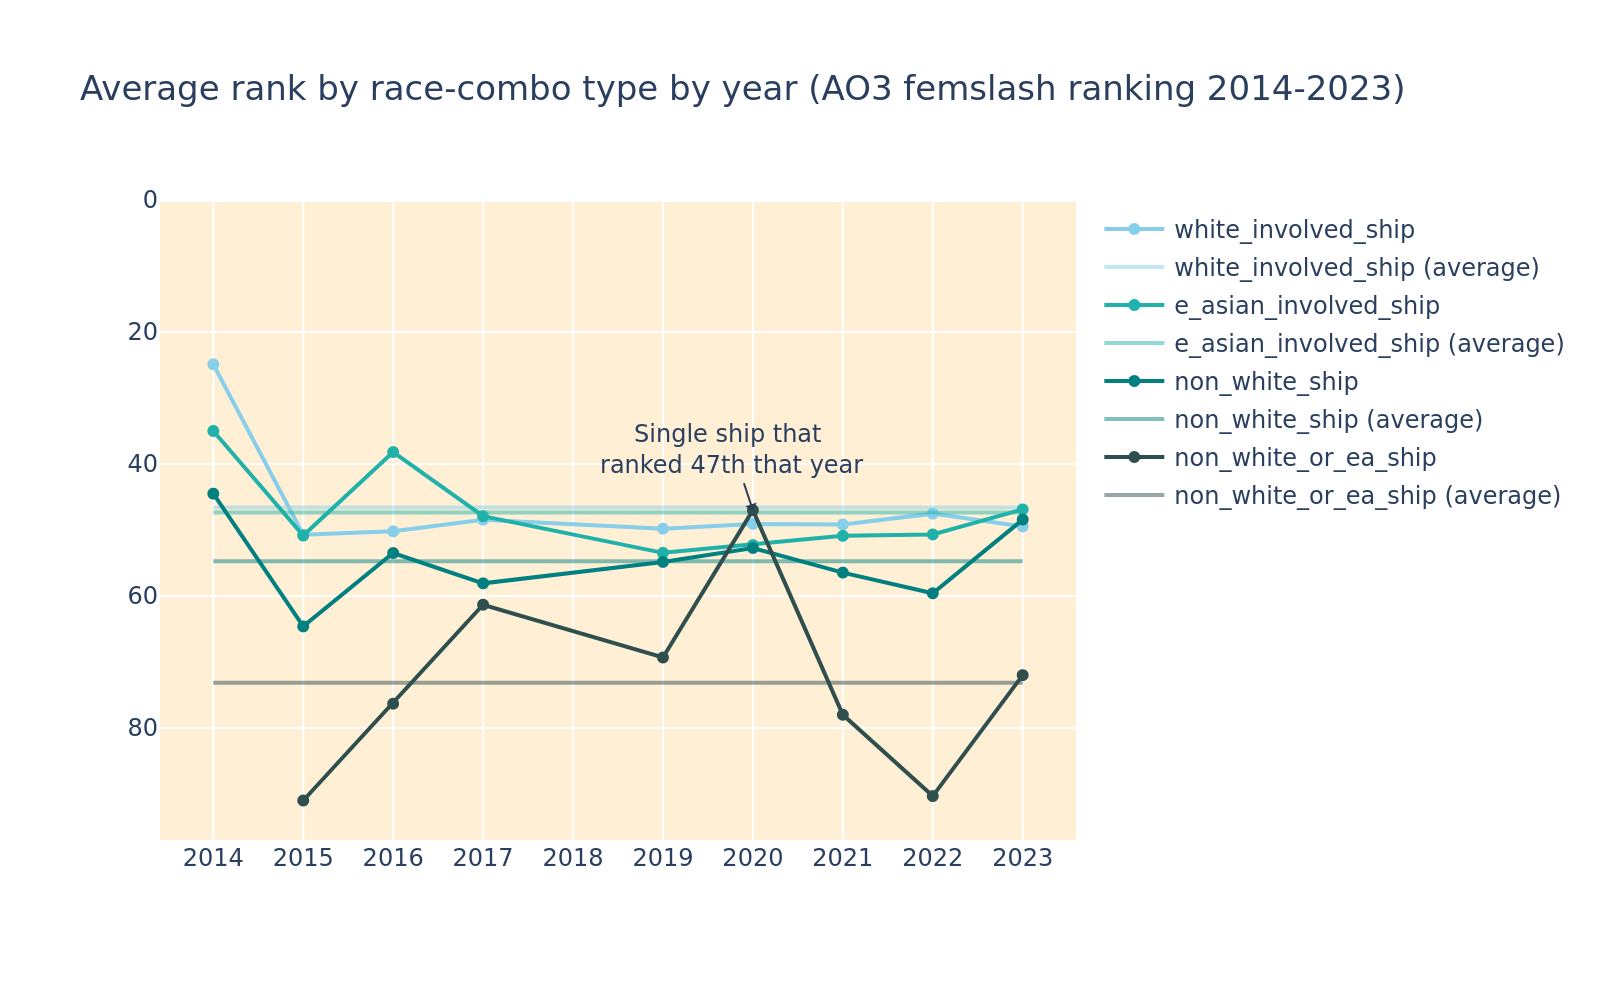 Average rank by race-combo type by year (AO3 femslash ranking 2014-2023)
0
20
40
60
80
Single ship that
ranked 47th that year
2014 2015 2016 2017 2018 2019 2020 2021 2022 2023
white_involved_ship
white_involved_ship (average)
e_asian_involved_ship
e_asian_involved_ship (average)
non_white_ship
non_white_ship (average)
non_white_or_ea_ship
non_white_or_ea_ship (average)